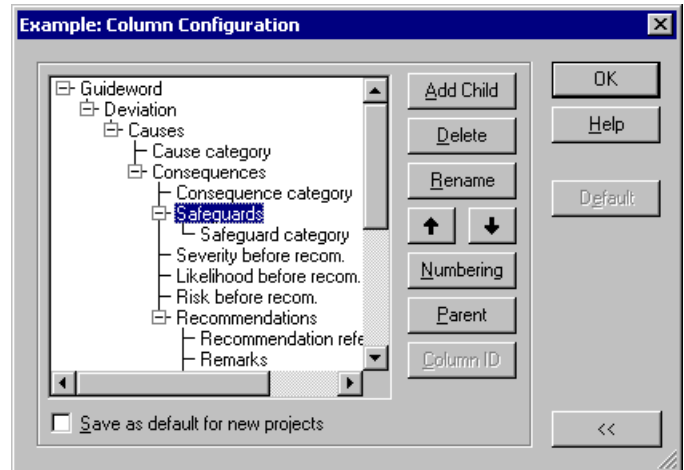 Example: Column Configuration
Guideword
Deviation
Causes
Cause category
Consequences
Consequence category
Safeguards
Safeguard category
Severity before recom.
Likelihood before recom.
Risk before recom.
Recommendations
Recommendation refe
Remarks
Save as default for new projects
Add Child
Delete
Rename
Numbering
Parent
Column ID
OK
Help
Default
<<